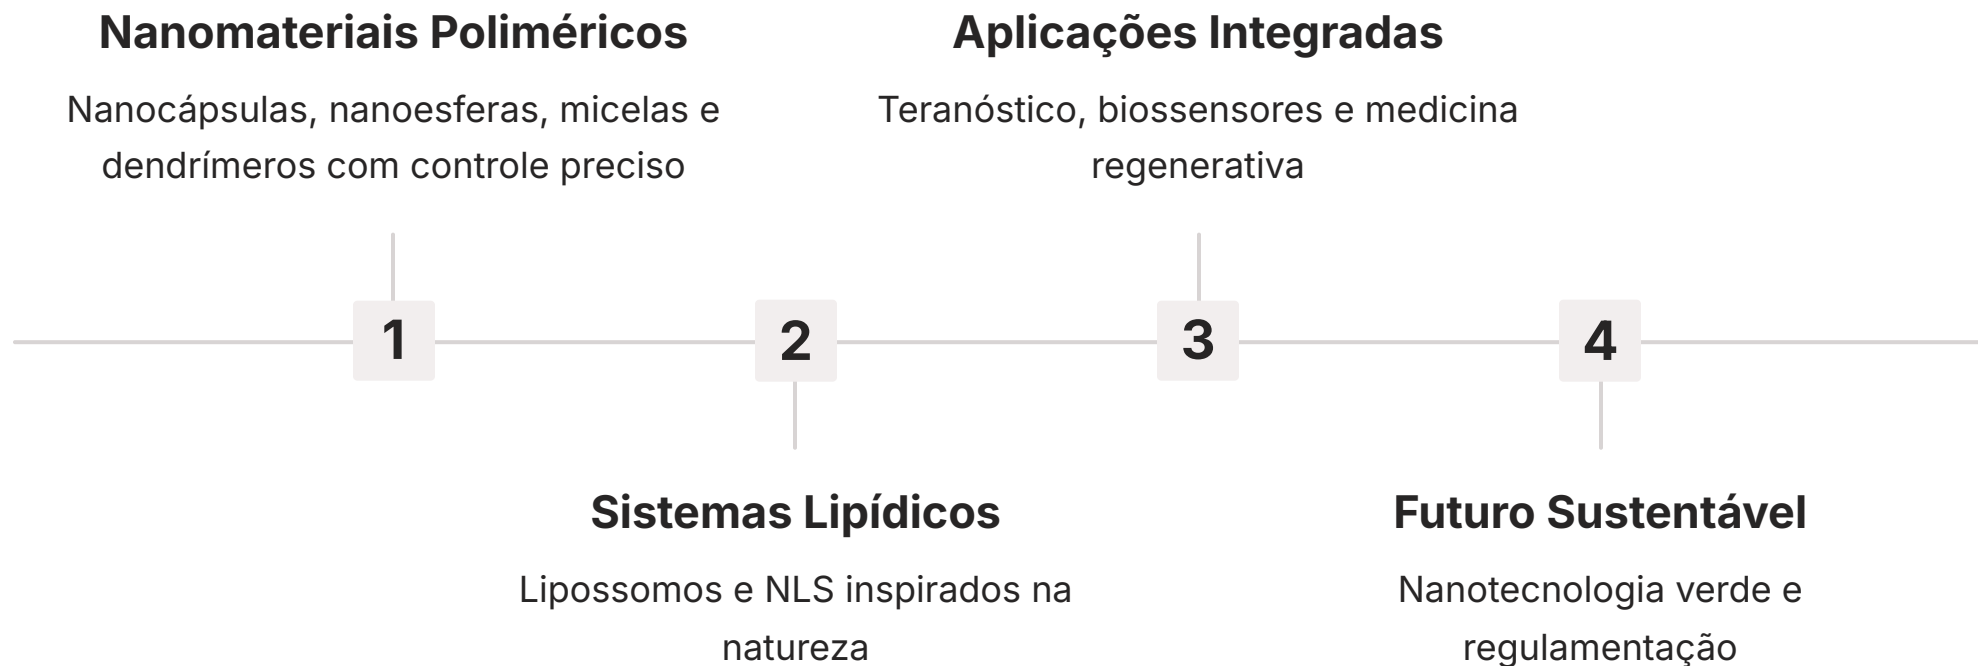 Nanomateriais Poliméricos
Nanocápsulas, nanoesferas, micelas e
dendrímeros com controle preciso
Aplicações Integradas
Teranóstico, biossensores e medicina
regenerativa
1
2
3
4
Sistemas Lipídicos
Lipossomos e NLS inspirados na
natureza
Futuro Sustentável
Nanotecnologia verde e
regulamentação